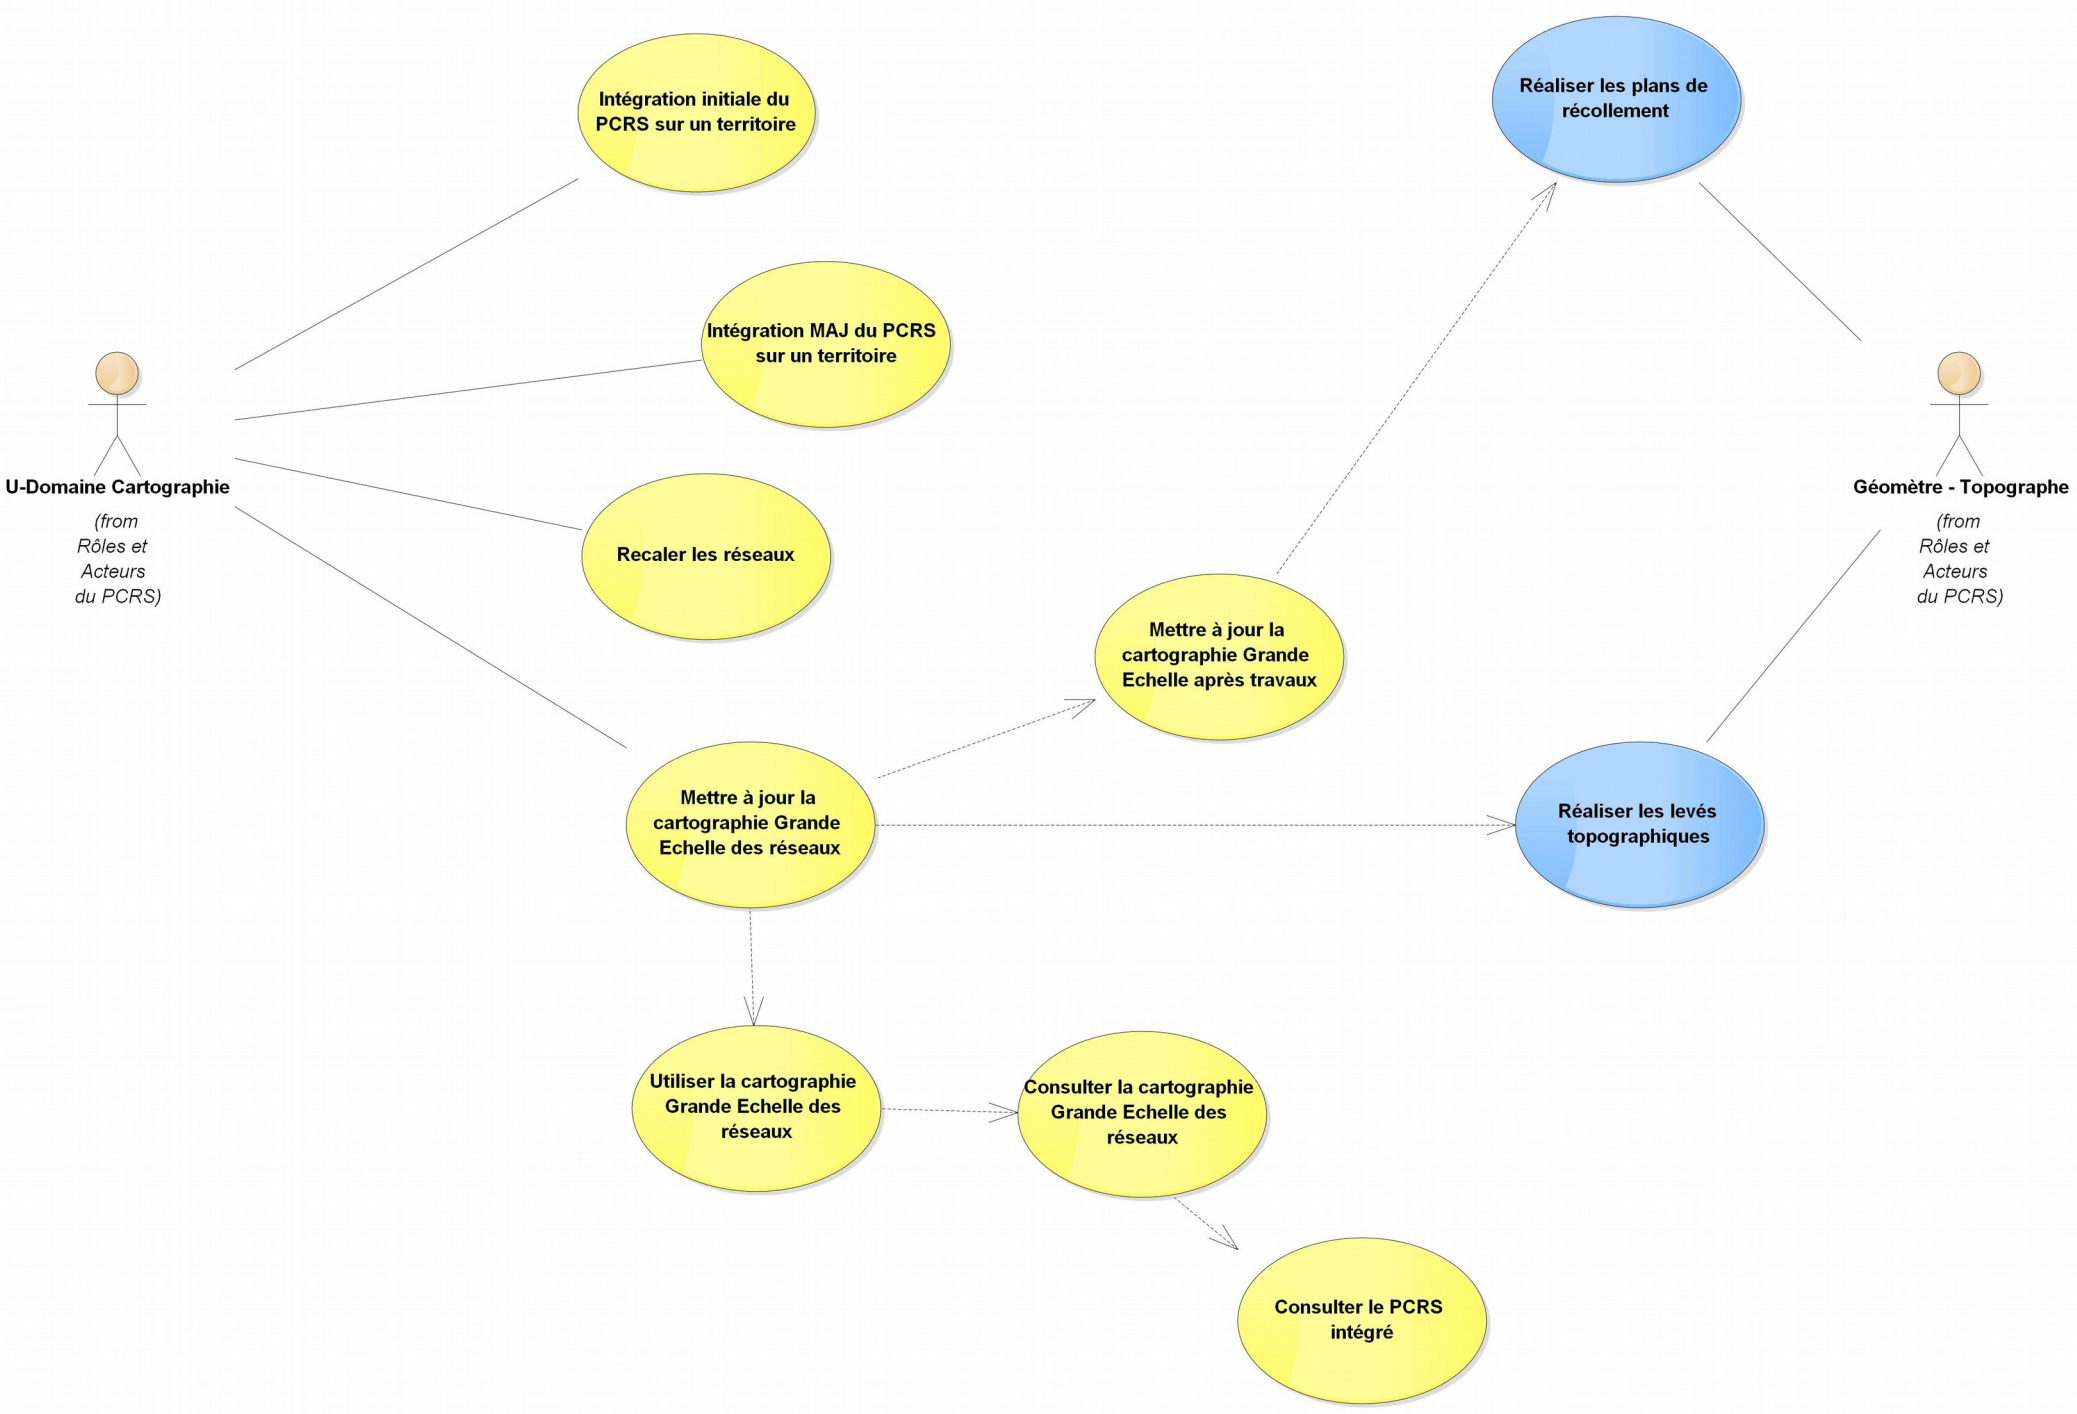 Réaliser les plans de
récollement
Intégration initiale du
PCRS sur un territoire
Intégration MAJ du PCRS
sur un territoire
U-Domaine Cartographie
(from
Rôles et
Acteurs
du PCRS)
Géomètre - Topographe
(from
Rôles et
Acteurs
du PCRS)
Recaler les réseaux
Mettre à jour la
cartographie Grande
Echelle après travaux
Mettre à jour la
cartographie Grande
Echelle des réseaux
Réaliser les levés
topographiques
Utiliser la cartographie
Grande Echelle des
réseaux
Consulter la cartographie
Grande Echelle des
réseaux
Consulter le PCRS
intégré